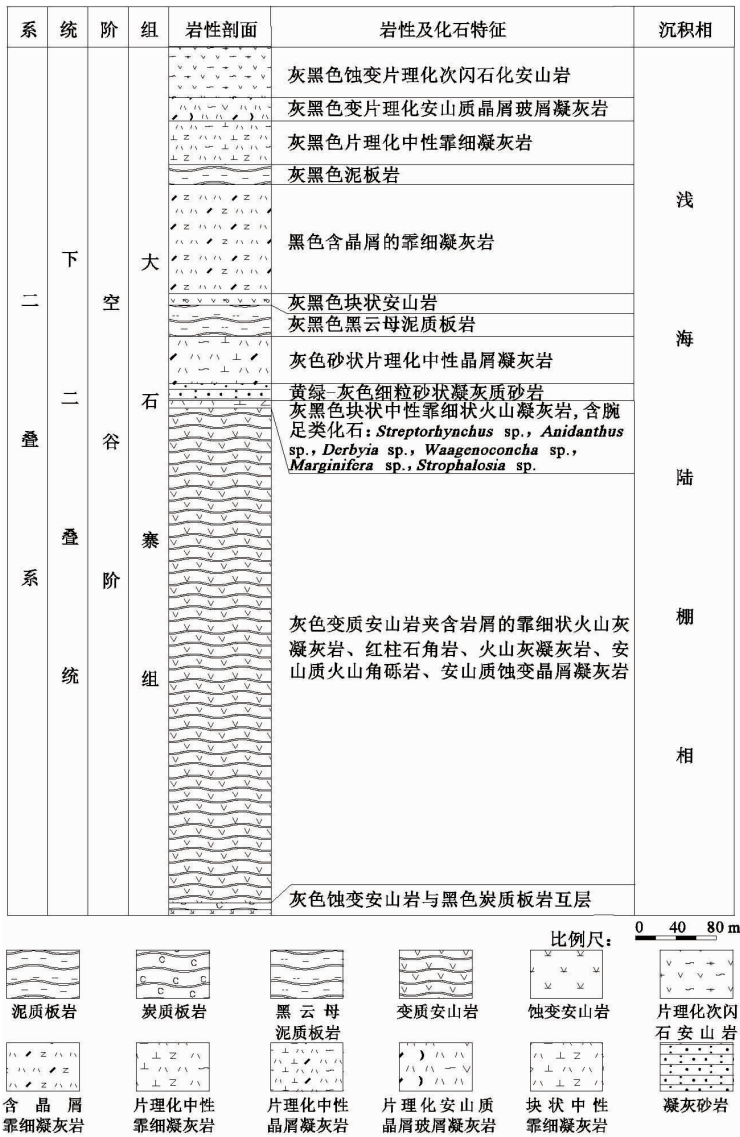 系 统 阶 组 岩性剖面 岩性及化石特征 沉积相
二叠系
下二叠统
空谷阶
大石寨组
灰黑色蚀变片理化次闪石化安山岩
灰黑色变片理化安山质晶屑玻屑凝灰岩
灰黑色片理化中性霏细凝灰岩
灰黑色泥板岩
黑色含晶屑的霏细凝灰岩
灰黑色块状安山岩
灰黑色黑云母泥质板岩
灰色砂状片理化中性晶屑凝灰岩
黄绿-灰色细粒砂状凝灰质砂岩
灰黑色块状中性霏细状火山凝灰岩,含腕
足类化石:Streptorhynchus sp., Anidanthus
sp., Derbyia sp., Waagenoconcha sp.,
Marginifera sp., Strophalosia sp.
灰色变质安山岩夹含岩屑的霏细状火山灰
凝灰岩、红柱石角岩、火山灰凝灰岩、安
山质火山角砾岩、安山质蚀变晶屑凝灰岩
灰色蚀变安山岩与黑色炭质板岩互层
浅海陆棚相
比例尺: 0 40 80 m
泥质板岩
炭质板岩
黑云母
泥质板岩
变质安山岩
蚀变安山岩
片理化次闪
石安山岩
含晶屑
霏细凝灰岩
片理化中性
霏细凝灰岩
片理化中性
晶屑凝灰岩
片理化安山质
晶屑玻屑凝灰岩
块状中性
霏细凝灰岩
凝灰砂岩